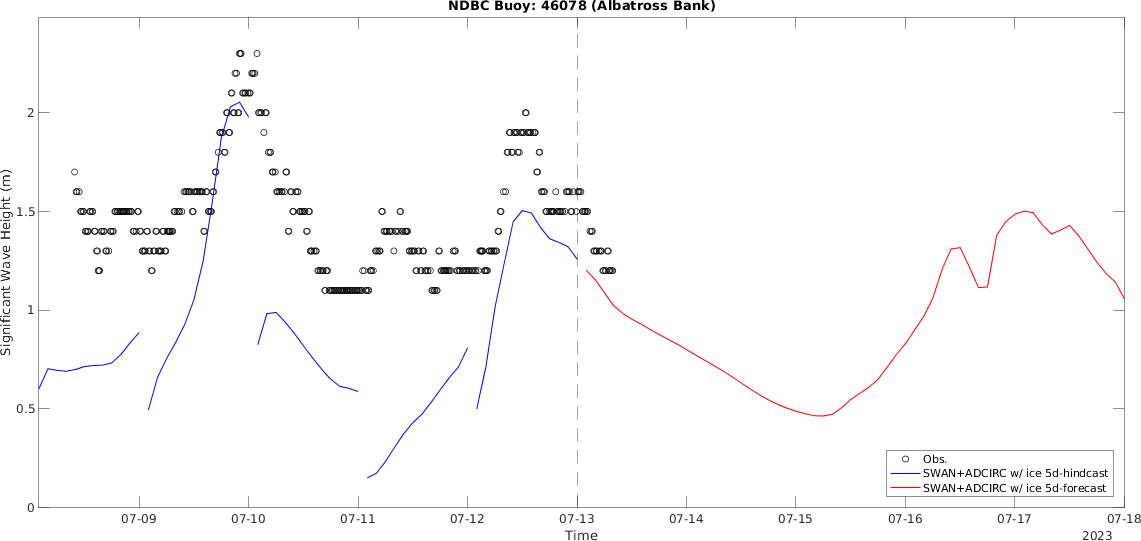 NDBC Buoy: 46078 (Albatross Bank)
Significant Wave Height (m)
2
1.5
1
0.5
0
Obs.
SWAN+ADCIRC w/ ice 5d-hindcast
SWAN+ADCIRC w/ ice 5d-forecast
07-09 07-10 07-11 07-12 07-13 07-14 07-15 07-16 07-17 07-18
Time
2023